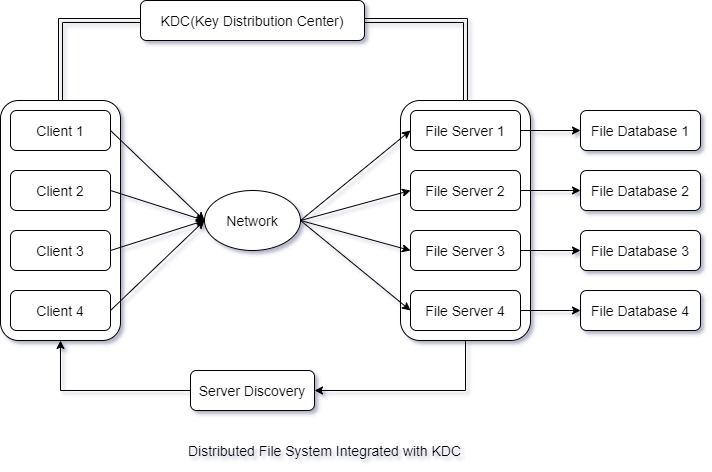 KDC(Key Distribution Center)
Client 1
File Server 1
File Database 1
Client 2
File Server 2
File Database 2
Network
Client 3
File Server 3
File Database 3
Client 4
File Server 4
File Database 4
Server Discovery
Distributed File System Integrated with KDC